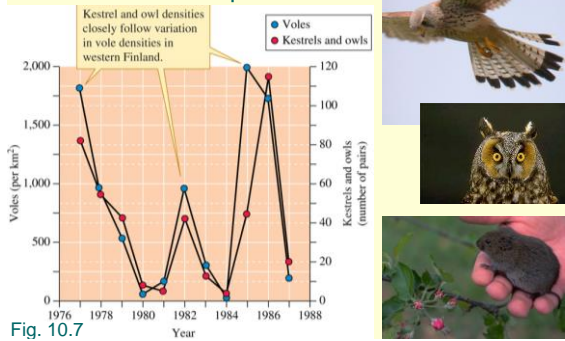 Kestrel and owl densities
closely follow variation
in vole densities in
western Finland.
Voles
Kestrels and owls
2,000
1,500
1,000
500
0
Voles (per km²)
120
100
80
60
40
20
0
Kestrels and owls
(number of pairs)
1976 1978 1980 1982 1984 1986 1988
Year
Fig. 10.7